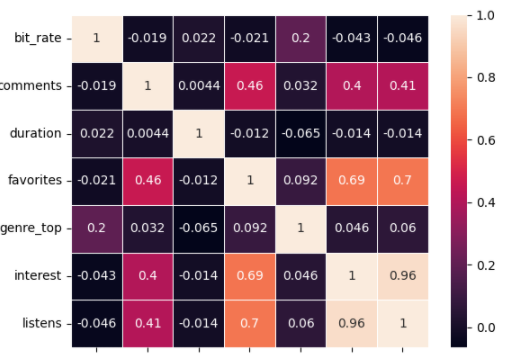 bit_rate 1 -0.019 0.022 -0.021 0.2 -0.043 -0.046
comments -0.019 1 0.0044 0.46 0.032 0.4 0.41
duration 0.022 0.0044 1 -0.012 -0.065 -0.014 -0.014
favorites -0.021 0.46 -0.012 1 0.092 0.69 0.7
genre_top 0.2 0.032 -0.065 0.092 1 0.046 0.06
interest -0.043 0.4 -0.014 0.69 0.046 1 0.96
listens -0.046 0.41 -0.014 0.7 0.06 0.96 1
1.0
0.8
0.6
0.4
0.2
0.0